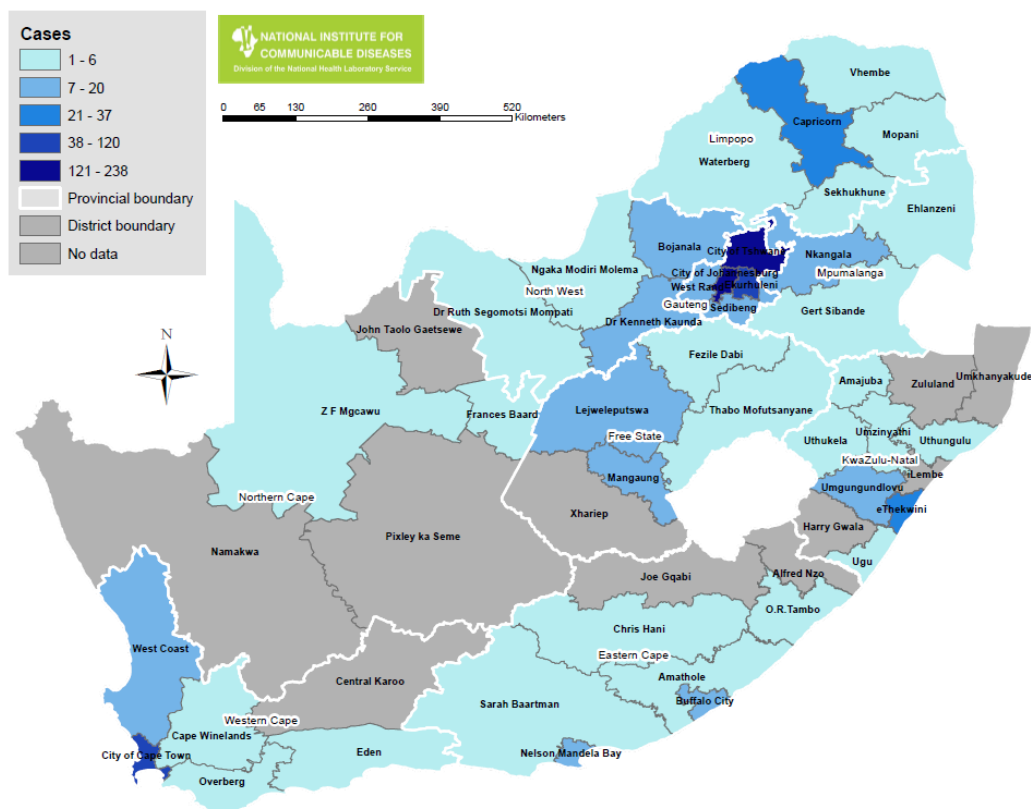 Cases
1 - 6
7 - 20
21 - 37
38 - 120
121 - 238
Provincial boundary
District boundary
No data
NATIONAL INSTITUTE FOR
COMMUNICABLE DISEASES
Division of the National Health Laboratory Service
0 65 130 260 390 520
Kilometers
N
Vhembe
Capricorn
Mopani
Limpopo
Waterberg
Sekhukhune
Ehlanzeni
Bojanala
City of Tshwane
Nkangala
Ngaka Modiri Molema
City of Johannesburg
Mpumalanga
North West
West Rand
Ekurhuleni
Gauteng
Sedibeng
Dr Ruth Segomotsi Mompati
Gert Sibande
Dr Kenneth Kaunda
John Taolo Gaetsewe
Fezile Dabi
Umkhanyakude
Amajuba
Zululand
Z F Mgcawu
Frances Baard
Lejweleputswa
Thabo Mofutsanyane
Umzinyathi
Free State
Uthukela
Uthungulu
KwaZulu-Natal
iLembe
Mangaung
Umgungundlovu
Northern Cape
eThekwini
Xhariep
Harry Gwala
Pixley ka Seme
Namakwa
Ugu
Joe Gqabi
Alfred Nzo
O.R.Tambo
Chris Hani
West Coast
Eastern Cape
Amathole
Central Karoo
Buffalo City
Sarah Baartman
Western Cape
Cape Winelands
City of Cape Town
Eden
Nelson Mandela Bay
Overberg